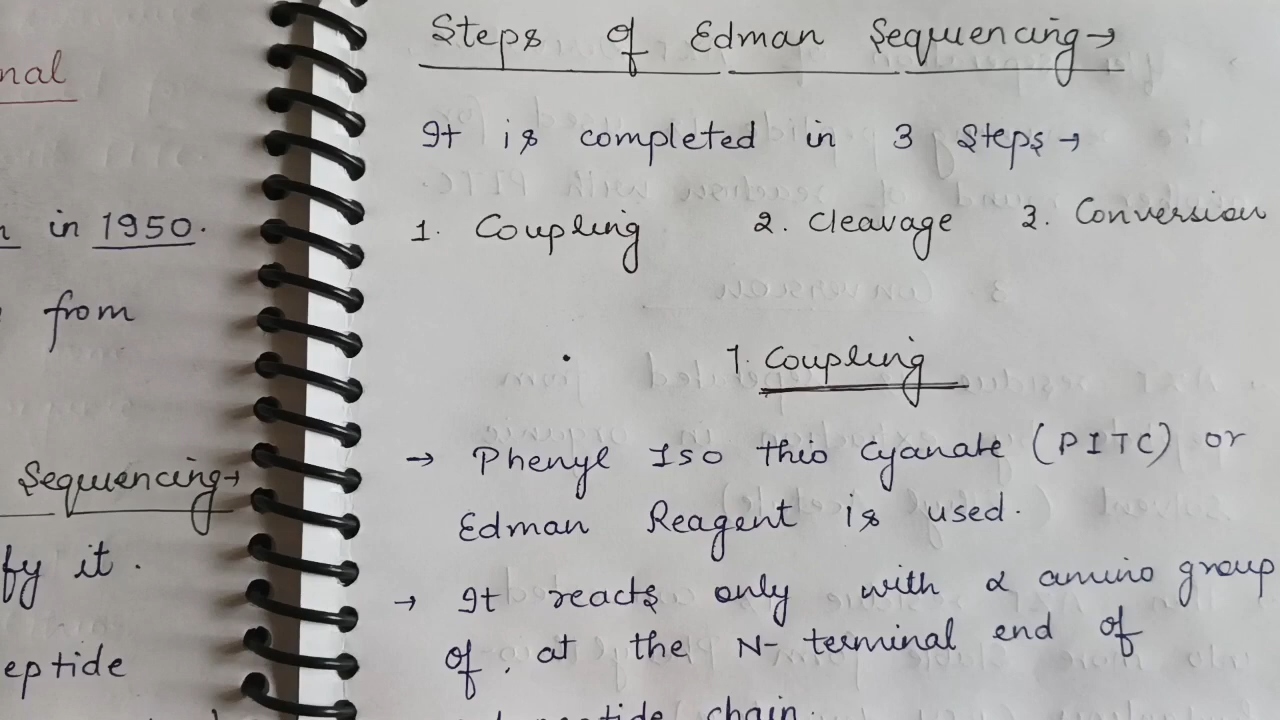 nal
in 1950.
from
Sequencing→
fy it.
eptide
Steps of Edman Sequencing→
It is completed in 3 Steps→
1. Coupling 2. Cleavage 3. Conversion
1. Coupling
→ Phenyl Iso thio Cyanate (PITC) or
Edman Reagent is used.
→ It reacts only with α amino group
of, at the N- terminal end of
chain.